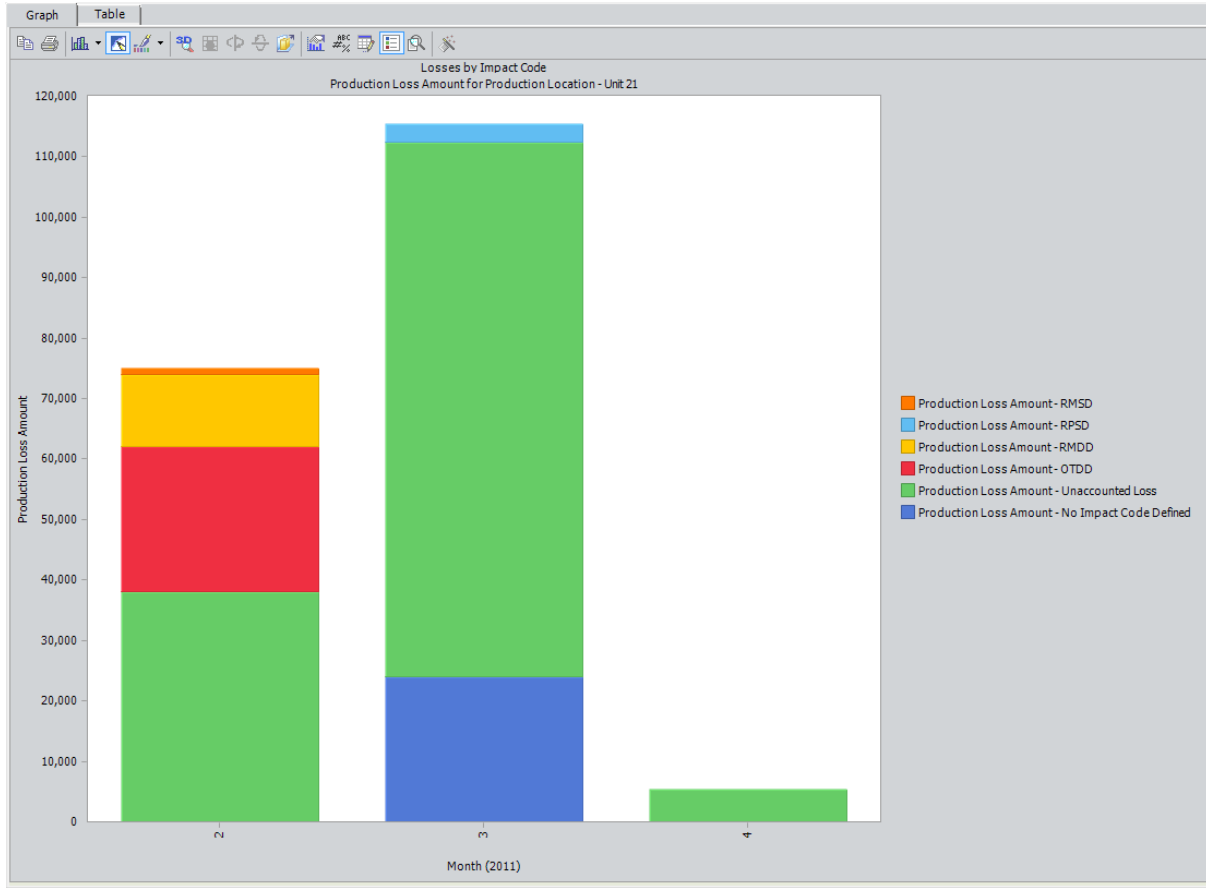 Graph
Table
3D
ABC
#%
Losses by Impact Code
Production Loss Amount for Production Location - Unit 21
120,000
110,000
100,000
90,000
80,000
70,000
60,000
50,000
40,000
30,000
20,000
10,000
0
Production Loss Amount
2
3
4
Month (2011)
Production Loss Amount - RMSD
Production Loss Amount - RPSD
Production Loss Amount - RMDD
Production Loss Amount - OTDD
Production Loss Amount - Unaccounted Loss
Production Loss Amount - No Impact Code Defined